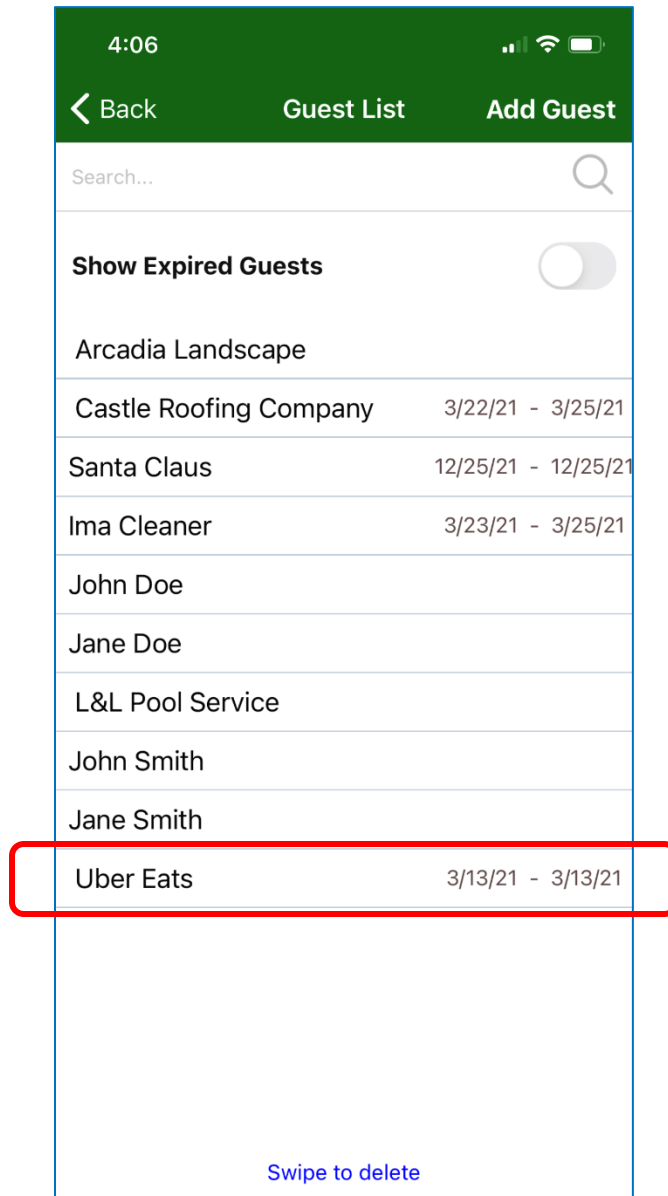 4:06
Back Guest List Add Guest
Search...
Show Expired Guests
Arcadia Landscape
Castle Roofing Company 3/22/21 - 3/25/21
Santa Claus 12/25/21 - 12/25/21
Ima Cleaner 3/23/21 - 3/25/21
John Doe
Jane Doe
L&L Pool Service
John Smith
Jane Smith
Uber Eats 3/13/21 - 3/13/21
Swipe to delete